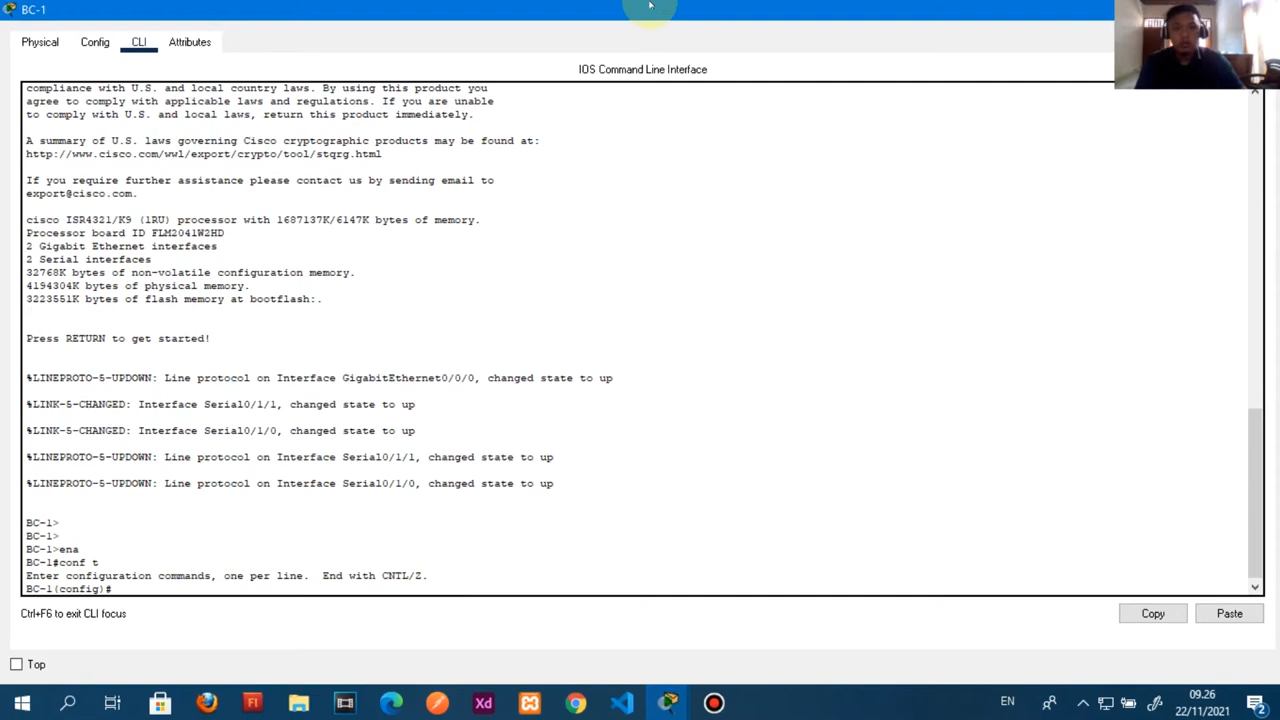 BC-1
Physical
Config
CLI
Attributes
IOS Command Line Interface
compliance with U.S. and local country laws. By using this product you
agree to comply with applicable laws and regulations. If you are unable
to comply with U.S. and local laws, return this product immediately.
A summary of U.S. laws governing Cisco cryptographic products may be found at:
http://www.cisco.com/wwl/export/crypto/tool/stqrg.html
If you require further assistance please contact us by sending email to
export@cisco.com.
cisco ISR4321/K9 (1RU) processor with 1687137K/6147K bytes of memory.
Processor board ID FLM2041W2HD
2 Gigabit Ethernet interfaces
2 Serial interfaces
32768K bytes of non-volatile configuration memory.
4194304K bytes of physical memory.
3223551K bytes of flash memory at bootflash:.
Press RETURN to get started!
%LINEPROTO-5-UPDOWN: Line protocol on Interface GigabitEthernet0/0/0, changed state to up
%LINK-5-CHANGED: Interface Serial0/1/1, changed state to up
%LINK-5-CHANGED: Interface Serial0/1/0, changed state to up
%LINEPROTO-5-UPDOWN: Line protocol on Interface Serial0/1/1, changed state to up
%LINEPROTO-5-UPDOWN: Line protocol on Interface Serial0/1/0, changed state to up
BC-1>
BC-1>
BC-1>ena
BC-1#conf t
Enter configuration commands, one per line.  End with CNTL/Z.
BC-1(config)#
Ctrl+F6 to exit CLI focus
Copy
Paste
Top
Fl
Xd
EN
09.26
22/11/2021
2